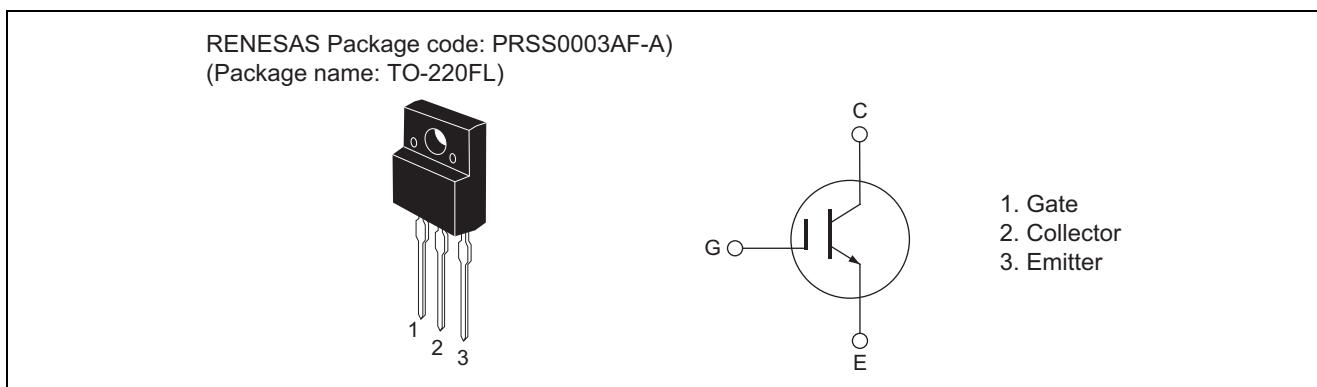 RENESAS Package code: PRSS0003AF-A)
(Package name: TO-220FL)
C
G
E
1. Gate
2. Collector
3. Emitter
1
2
3